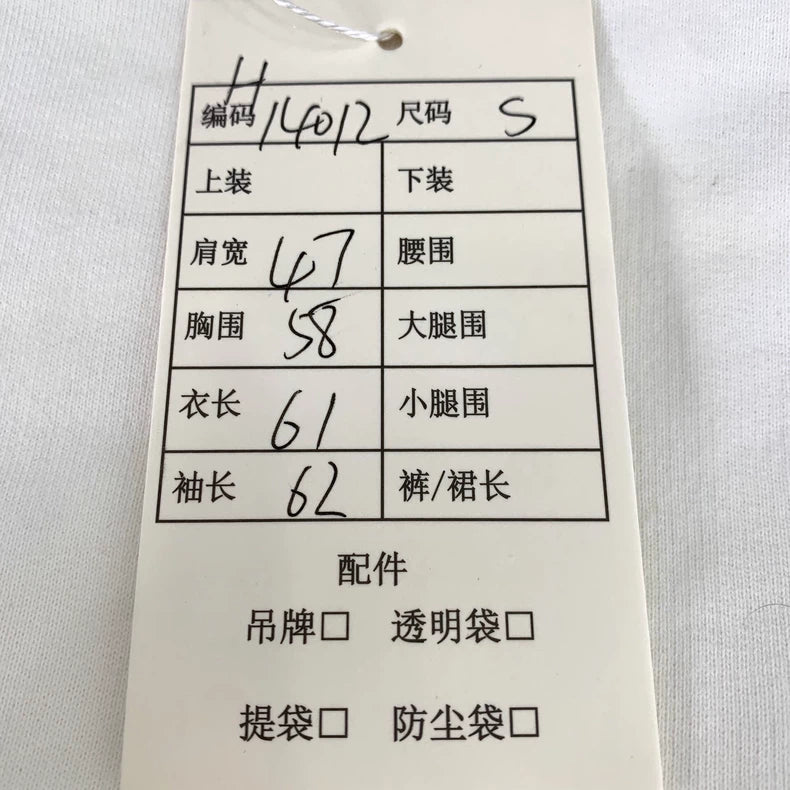 编码 H14012 尺码 S
上装 下装
肩宽 47 腰围
胸围 58 大腿围
衣长 61 小腿围
袖长 62 裤/裙长
配件
吊牌□ 透明袋□
提袋□ 防尘袋□